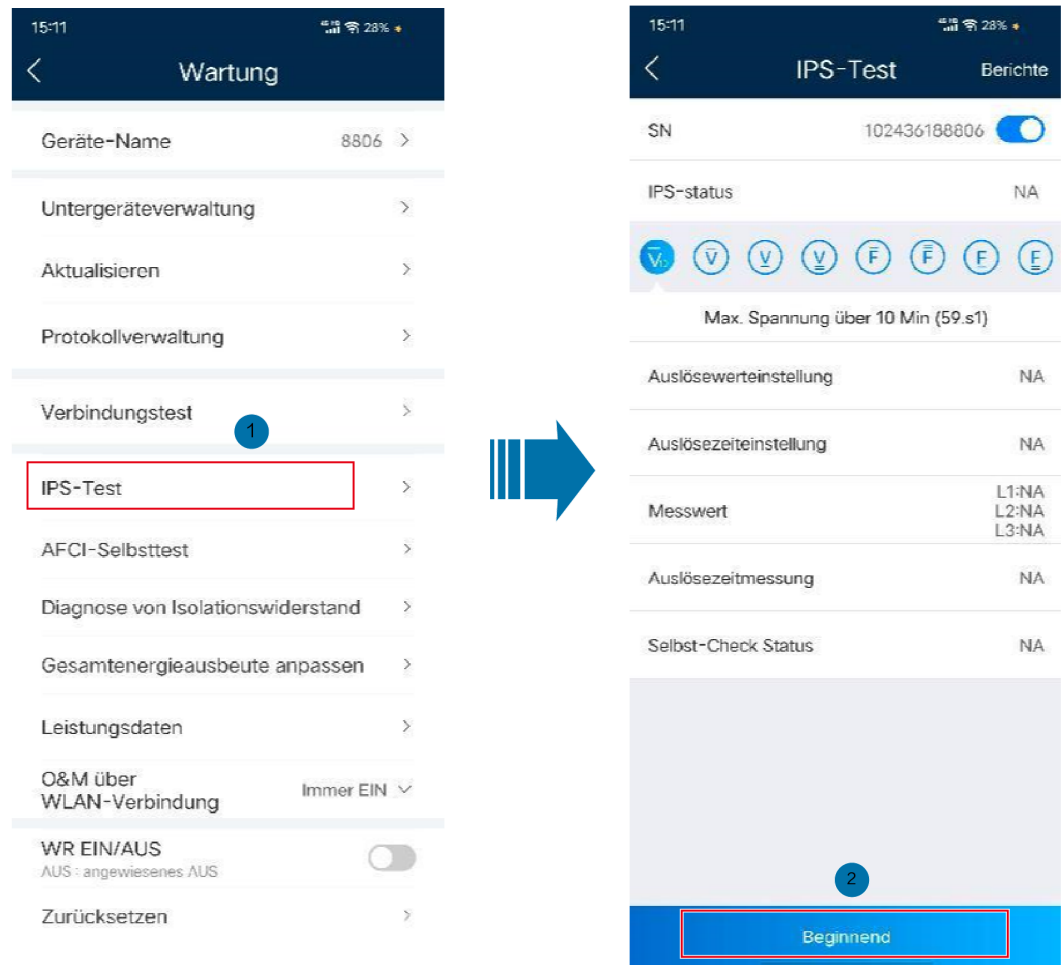 15:11
28%
Wartung
Geräte-Name 8806
Untergeräteverwaltung
Aktualisieren
Protokollverwaltung
Verbindungstest
1
IPS-Test
AFCI-Selbsttest
Diagnose von Isolationswiderstand
Gesamtenergieausbeute anpassen
Leistungsdaten
O&M über
WLAN-Verbindung Immer EIN
WR EIN/AUS
AUS : angewiesenes AUS
Zurücksetzen
15:11
28%
IPS-Test Berichte
SN 102436188806
IPS-status NA
V V V V F F F F
Max. Spannung über 10 Min (59.s1)
Auslösewerteinstellung NA
Auslösezeiteinstellung NA
Messwert
L1:NA
L2:NA
L3:NA
Auslösezeitmessung NA
Selbst-Check Status NA
2
Beginnend